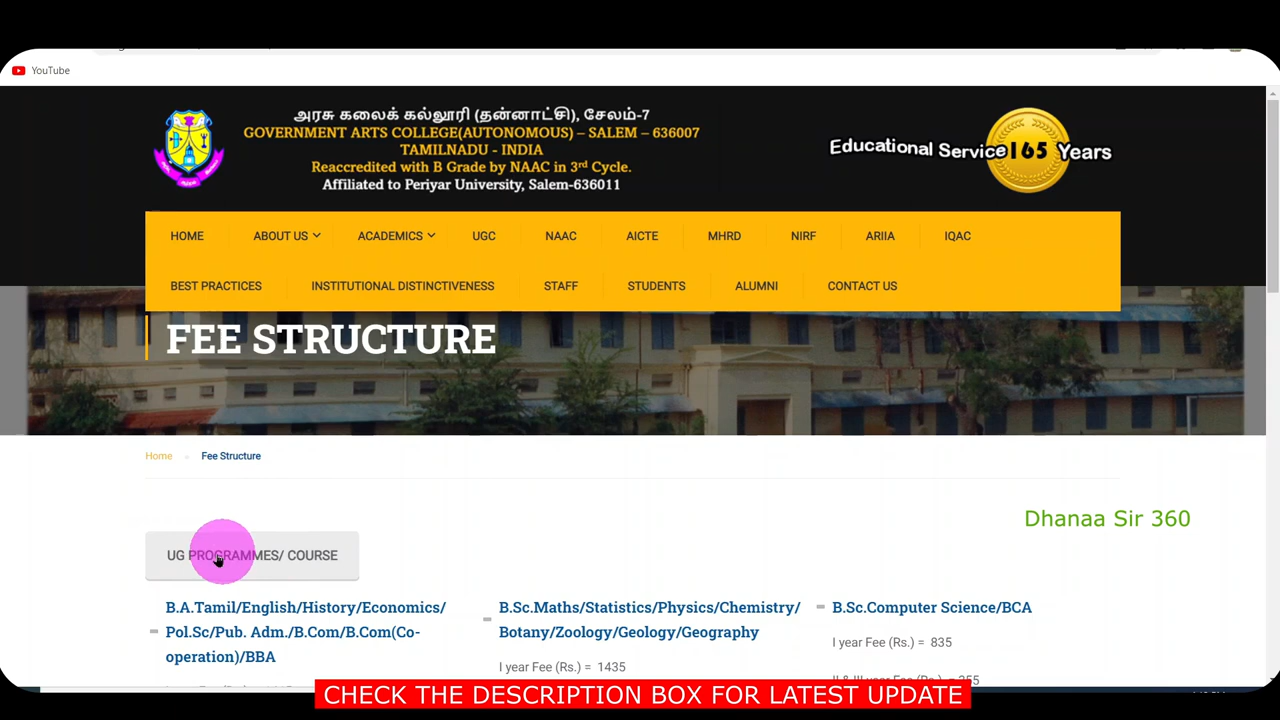 YouTube
அரசு கலைக் கல்லூரி (தன்னாட்சி), சேலம்-7
GOVERNMENT ARTS COLLEGE(AUTONOMOUS) – SALEM – 636007
TAMILNADU - INDIA
Reaccredited with B Grade by NAAC in 3rd Cycle.
Affiliated to Periyar University, Salem-636011
Educational Service 165 Years
HOME ABOUT US ACADEMICS UGC NAAC AICTE MHRD NIRF ARIIA IQAC
BEST PRACTICES INSTITUTIONAL DISTINCTIVENESS STAFF STUDENTS ALUMNI CONTACT US
FEE STRUCTURE
Home » Fee Structure
Dhanaa Sir 360
UG PROGRAMMES/ COURSE
B.A.Tamil/English/History/Economics/
Pol.Sc/Pub. Adm./B.Com/B.Com(Co-
operation)/BBA
B.Sc.Maths/Statistics/Physics/Chemistry/
Botany/Zoology/Geology/Geography
I year Fee (Rs.) = 1435
B.Sc.Computer Science/BCA
I year Fee (Rs.) = 835
CHECK THE DESCRIPTION BOX FOR LATEST UPDATE